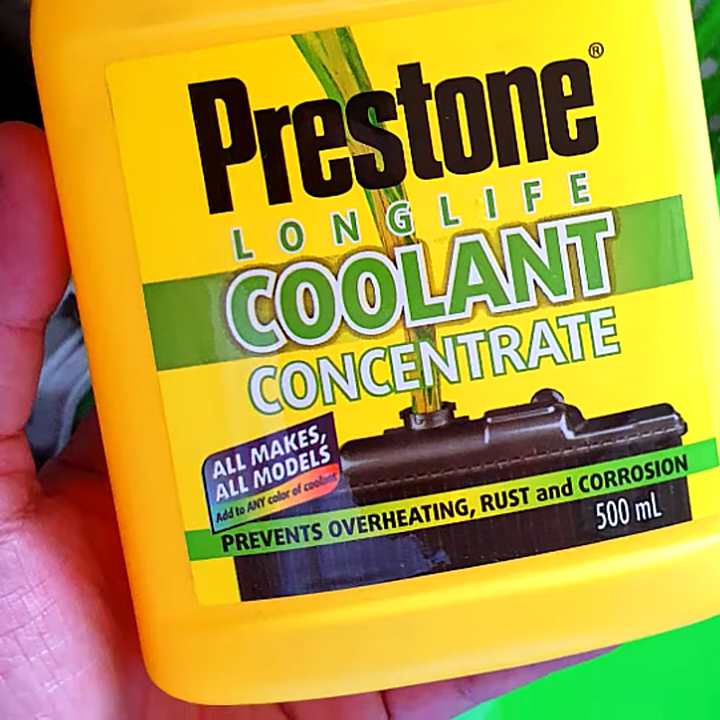 Prestone®
LONGLIFE
COOLANT
CONCENTRATE
ALL MAKES,
ALL MODELS
Add to ANY color of coolant
PREVENTS OVERHEATING, RUST and CORROSION
500 mL